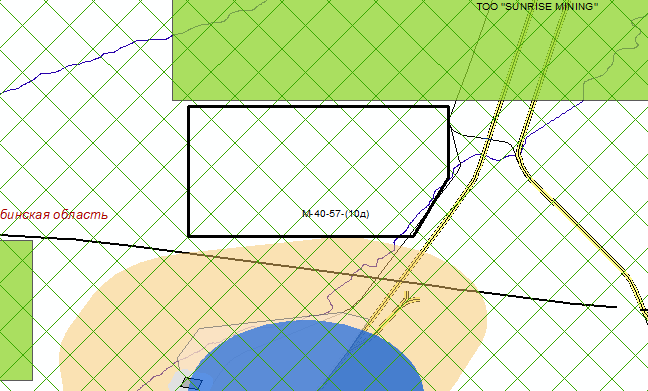 ТОО "SUNRISE MINING"
М-40-57-(10д)
бинская область